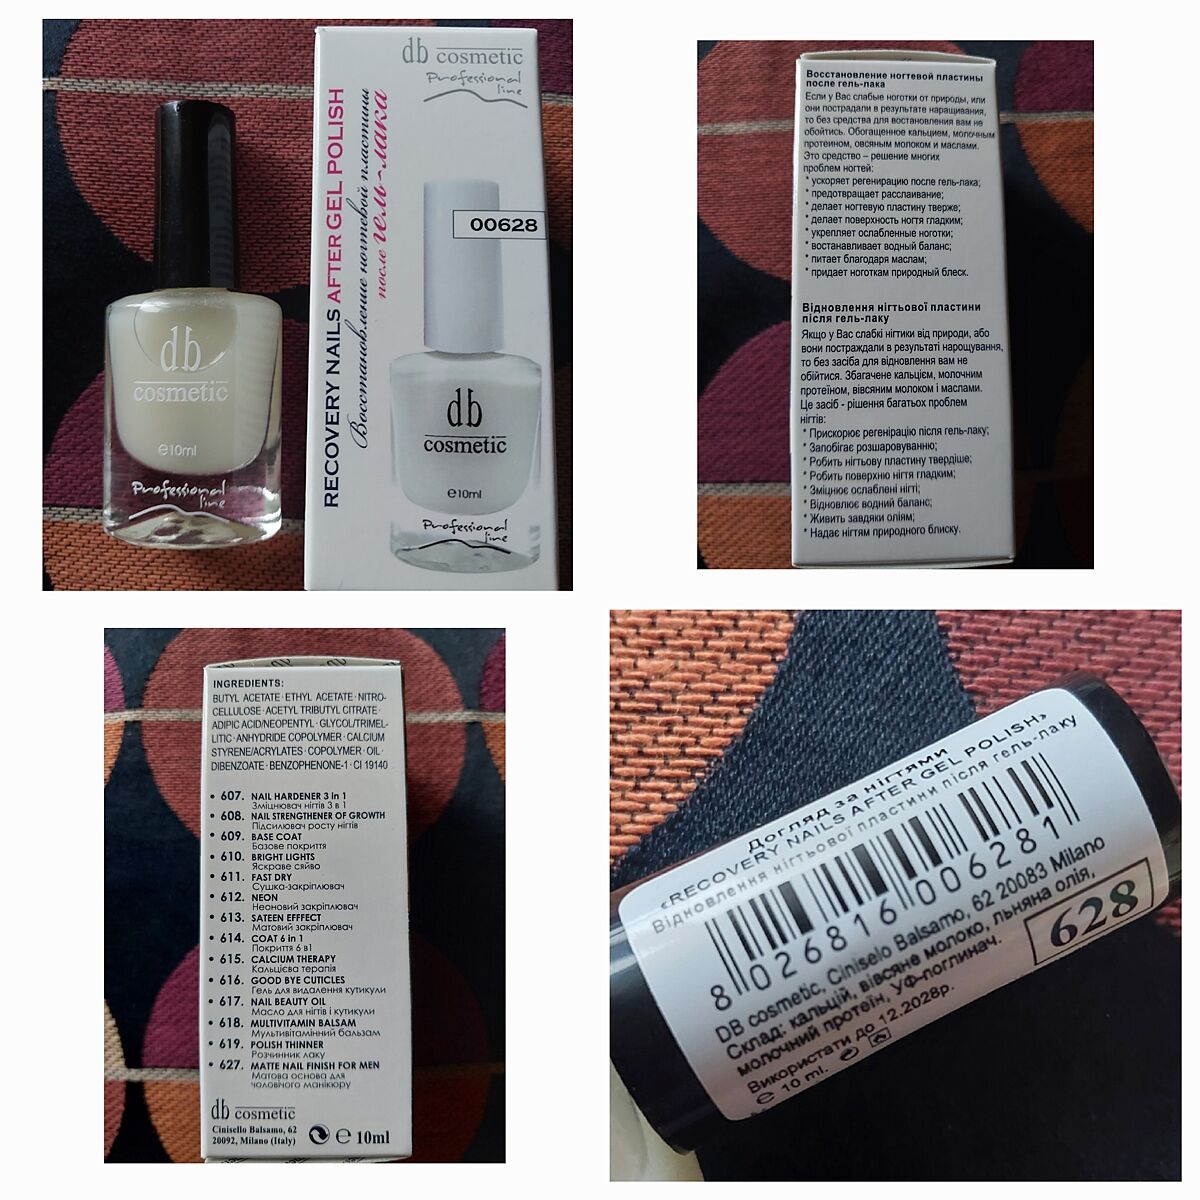 db
cosmetic
e10ml
Professional
line
db cosmetic
Professional
line
RECOVERY NAILS AFTER GEL POLISH
Восстановление ногтевой пластины
после гель-лака
00628
db
cosmetic
e10ml
Professional
line
Восстановление ногтевой пластины
после гель-лака
Если у Вас слабые ноготки от природы, или
они пострадали в результате наращивания,
то без средства для востоновления вам не
обойтись. Обогащенное кальцием, молочным
протеином, овсяным молоком и маслами.
Это средство – решение многих
проблем ногтей:
* ускоряет регенирацию после гель-лака;
* предотвращает расслаивание;
* делает ногтевую пластину тверже;
* делает поверхность ногтя гладким;
* укрепляет ослабленные ноготки;
* востанавливает водный баланс;
* питает благодаря маслам;
* придает ноготкам природный блеск.
Відновлення нігтьової пластини
після гель-лаку
Якщо у Вас слабкі нігтики від природи, або
вони постраждали в результаті нарощування,
то без засіба для відновлення вам не
обійтися. Збагачене кальцієм, молочним
протеїном, вівсяним молоком і маслами.
Це засіб - рішення багатьох проблем
нігтів:
* Прискорює регенірацію після гель-лаку;
* Запобігає розшаровуванню;
* Робить нігтьову пластину твердіше;
* Робить поверхню нігтя гладким;
* Зміцнює ослаблені нігті;
* Відновлює водний баланс;
* Живить завдяки оліям;
* Надає нігтям природного блиску.
INGREDIENTS:
BUTYL ACETATE · ETHYL ACETATE · NITRO-
CELLULOSE · ACETYL TRIBUTYL CITRATE ·
ADIPIC ACID/NEOPENTYL · GLYCOL/TRIMEL-
LITIC · ANHYDRIDE COPOLYMER · CALCIUM
STYRENE/ACRYLATES · COPOLYMER · OIL ·
DIBENZOATE · BENZOPHENONE-1 · CI 19140
• 607. NAIL HARDENER 3 in 1
Зміцнювач нігтів 3 в 1
• 608. NAIL STRENGTHENER OF GROWTH
Підсилювач росту нігтів
• 609. BASE COAT
Базове покриття
• 610. BRIGHT LIGHTS
Яскраве сяйво
• 611. FAST DRY
Сушка-закріплювач
• 612. NEON
Неоновий закріплювач
• 613. SATEEN EFFFECT
Матовий закріплювач
• 614. COAT 6 in 1
Покриття 6 в1
• 615. CALCIUM THERAPY
Кальцієва терапія
• 616. GOOD BYE CUTICLES
Гель для видалення кутикули
• 617. NAIL BEAUTY OIL
Масло для нігтів і кутикули
• 618. MULTIVITAMIN BALSAM
Мультивітамінний бальзам
• 619. POLISH THINNER
Розчинник лаку
• 627. MATTE NAIL FINISH FOR MEN
Матова основа для
чоловічого манікюру
db cosmetic
Cinisello Balsamo, 62
20092, Milano (Italy)
e 10ml
Догляд за нігтями
«RECOVERY NAILS AFTER GEL POLISH»
Відновлення нігтьової пластини після гель-лаку
8 026816 006281
DB cosmetic, Ciniselo Balsamo, 62 20083 Milano
Склад: кальцій, вівсяне молоко, льняна олія,
молочний протеїн, УФ-поглинач.
628
Використати до 12.2028р.
e 10 ml.